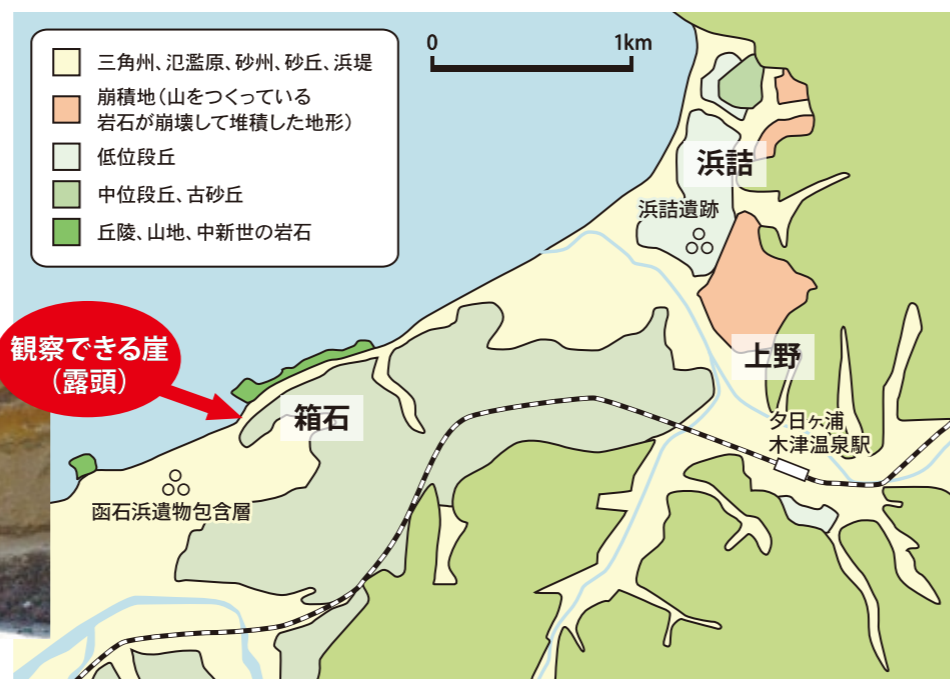 三角州、氾濫原、砂州、砂丘、浜堤
崩積地（山をつくっている
岩石が崩壊して堆積した地形）
低位段丘
中位段丘、古砂丘
丘陵、山地、中新世の岩石
0 1km
浜詰
浜詰遺跡
観察できる崖
（露頭）
上野
箱石
夕日ヶ浦
木津温泉駅
函石浜遺物包含層